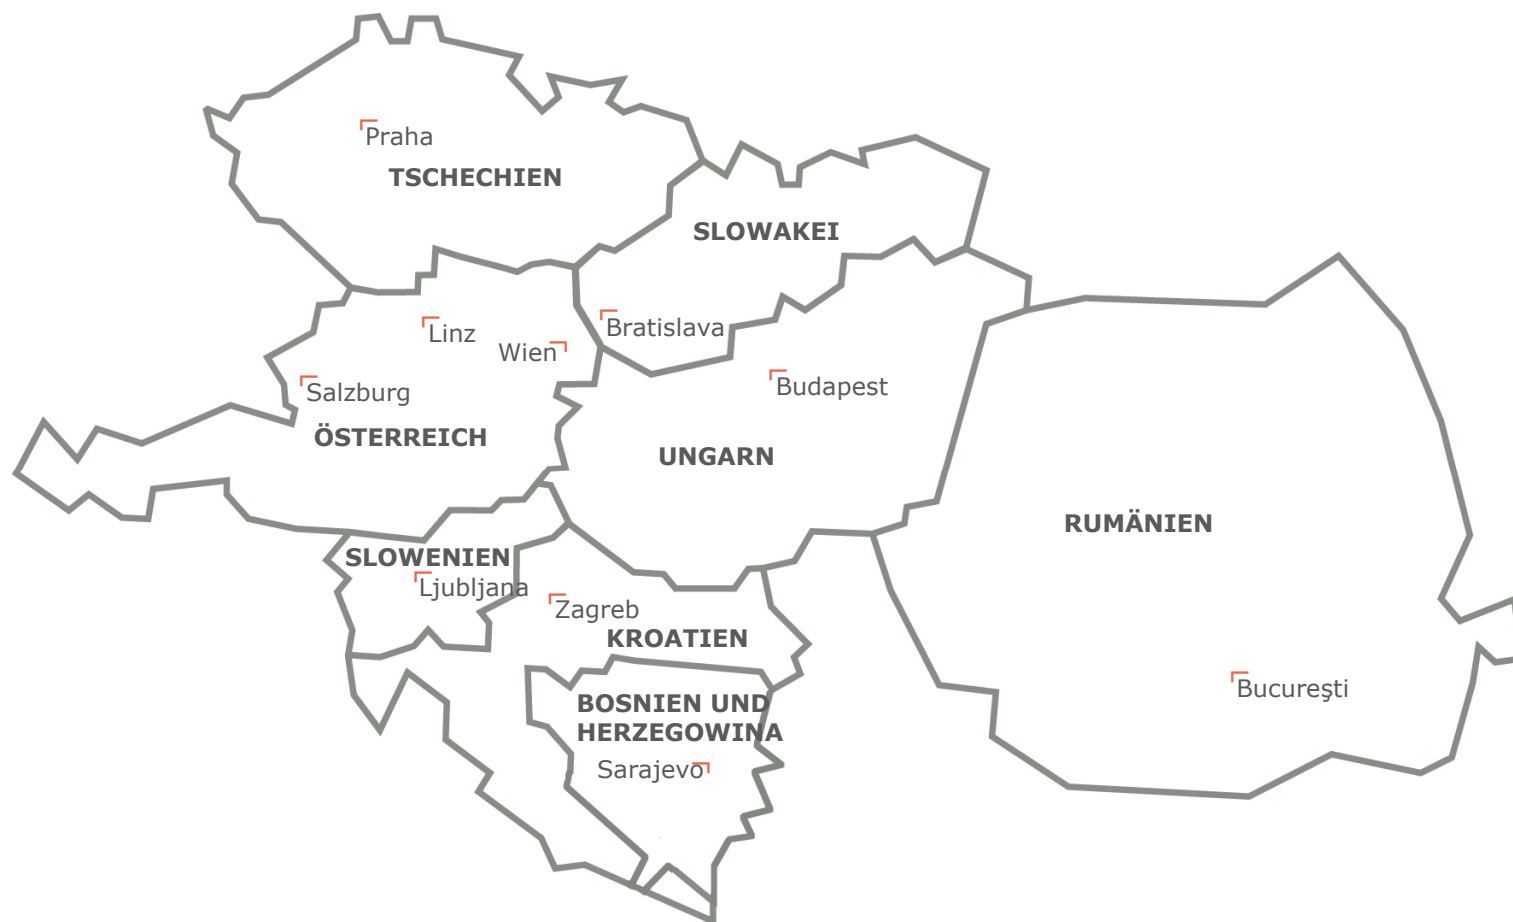 Praha
TSCHECHIEN
SLOWAKEI
Linz
Bratislava
Wien
Salzburg
Budapest
ÖSTERREICH
UNGARN
RUMÄNIEN
SLOWENIEN
Ljubljana
Zagreb
KROATIEN
Bucureşti
BOSNIEN UND
HERZEGOWINA
Sarajevo